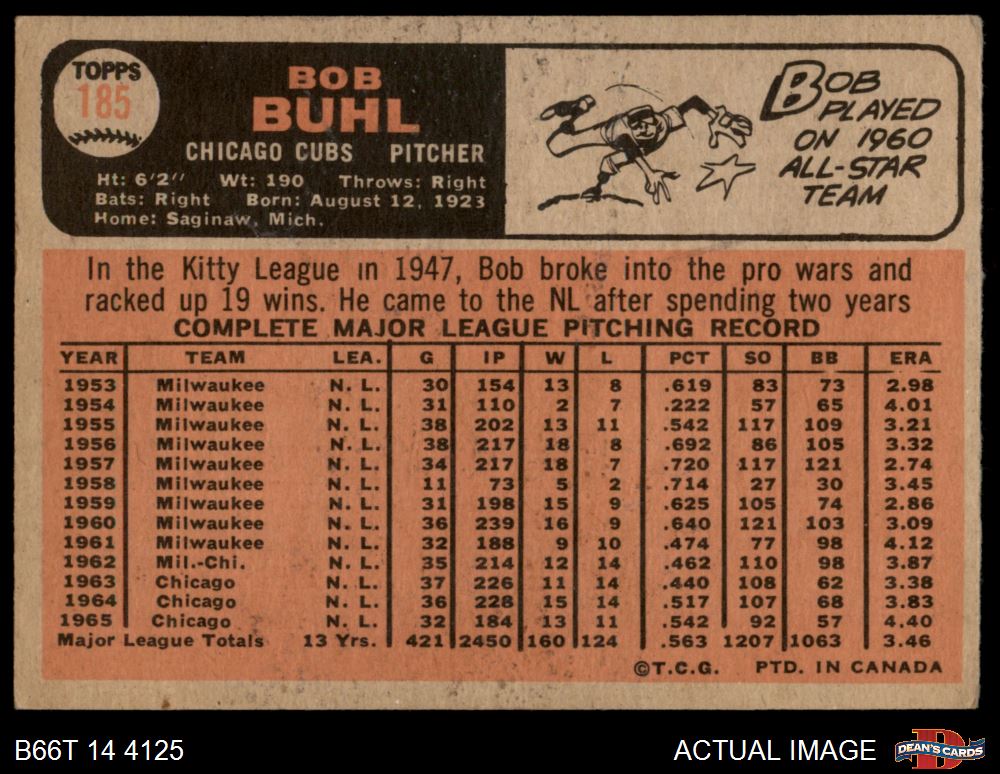 TOPPS
185
BOB
BUHL
CHICAGO CUBS PITCHER
Ht: 6'2" Wt: 190 Throws: Right
Bats: Right Born: August 12, 1923
Home: Saginaw, Mich.
BOB
PLAYED
ON 1960
ALL-STAR
TEAM
In the Kitty League in 1947, Bob broke into the pro wars and
racked up 19 wins. He came to the NL after spending two years
COMPLETE MAJOR LEAGUE PITCHING RECORD
YEAR TEAM LEA. G IP W L PCT SO BB ERA
1953 Milwaukee N. L. 30 154 13 8 .619 83 73 2.98
1954 Milwaukee N. L. 31 110 2 7 .222 57 65 4.01
1955 Milwaukee N. L. 38 202 13 11 .542 117 109 3.21
1956 Milwaukee N. L. 38 217 18 8 .692 86 105 3.32
1957 Milwaukee N. L. 34 217 18 7 .720 117 121 2.74
1958 Milwaukee N. L. 11 73 5 2 .714 27 30 3.45
1959 Milwaukee N. L. 31 198 15 9 .625 105 74 2.86
1960 Milwaukee N. L. 36 239 16 9 .640 121 103 3.09
1961 Milwaukee N. L. 32 188 9 10 .474 77 98 4.12
1962 Mil.-Chi. N. L. 35 214 12 14 .462 110 98 3.87
1963 Chicago N. L. 37 226 11 14 .440 108 62 3.38
1964 Chicago N. L. 36 228 15 14 .517 107 68 3.83
1965 Chicago N. L. 32 184 13 11 .542 92 57 4.40
Major League Totals 13 Yrs. 421 2450 160 124 .563 1207 1063 3.46
©T.C.G. PTD. IN CANADA
B66T 14 4125
ACTUAL IMAGE
D
DEAN'S CARDS